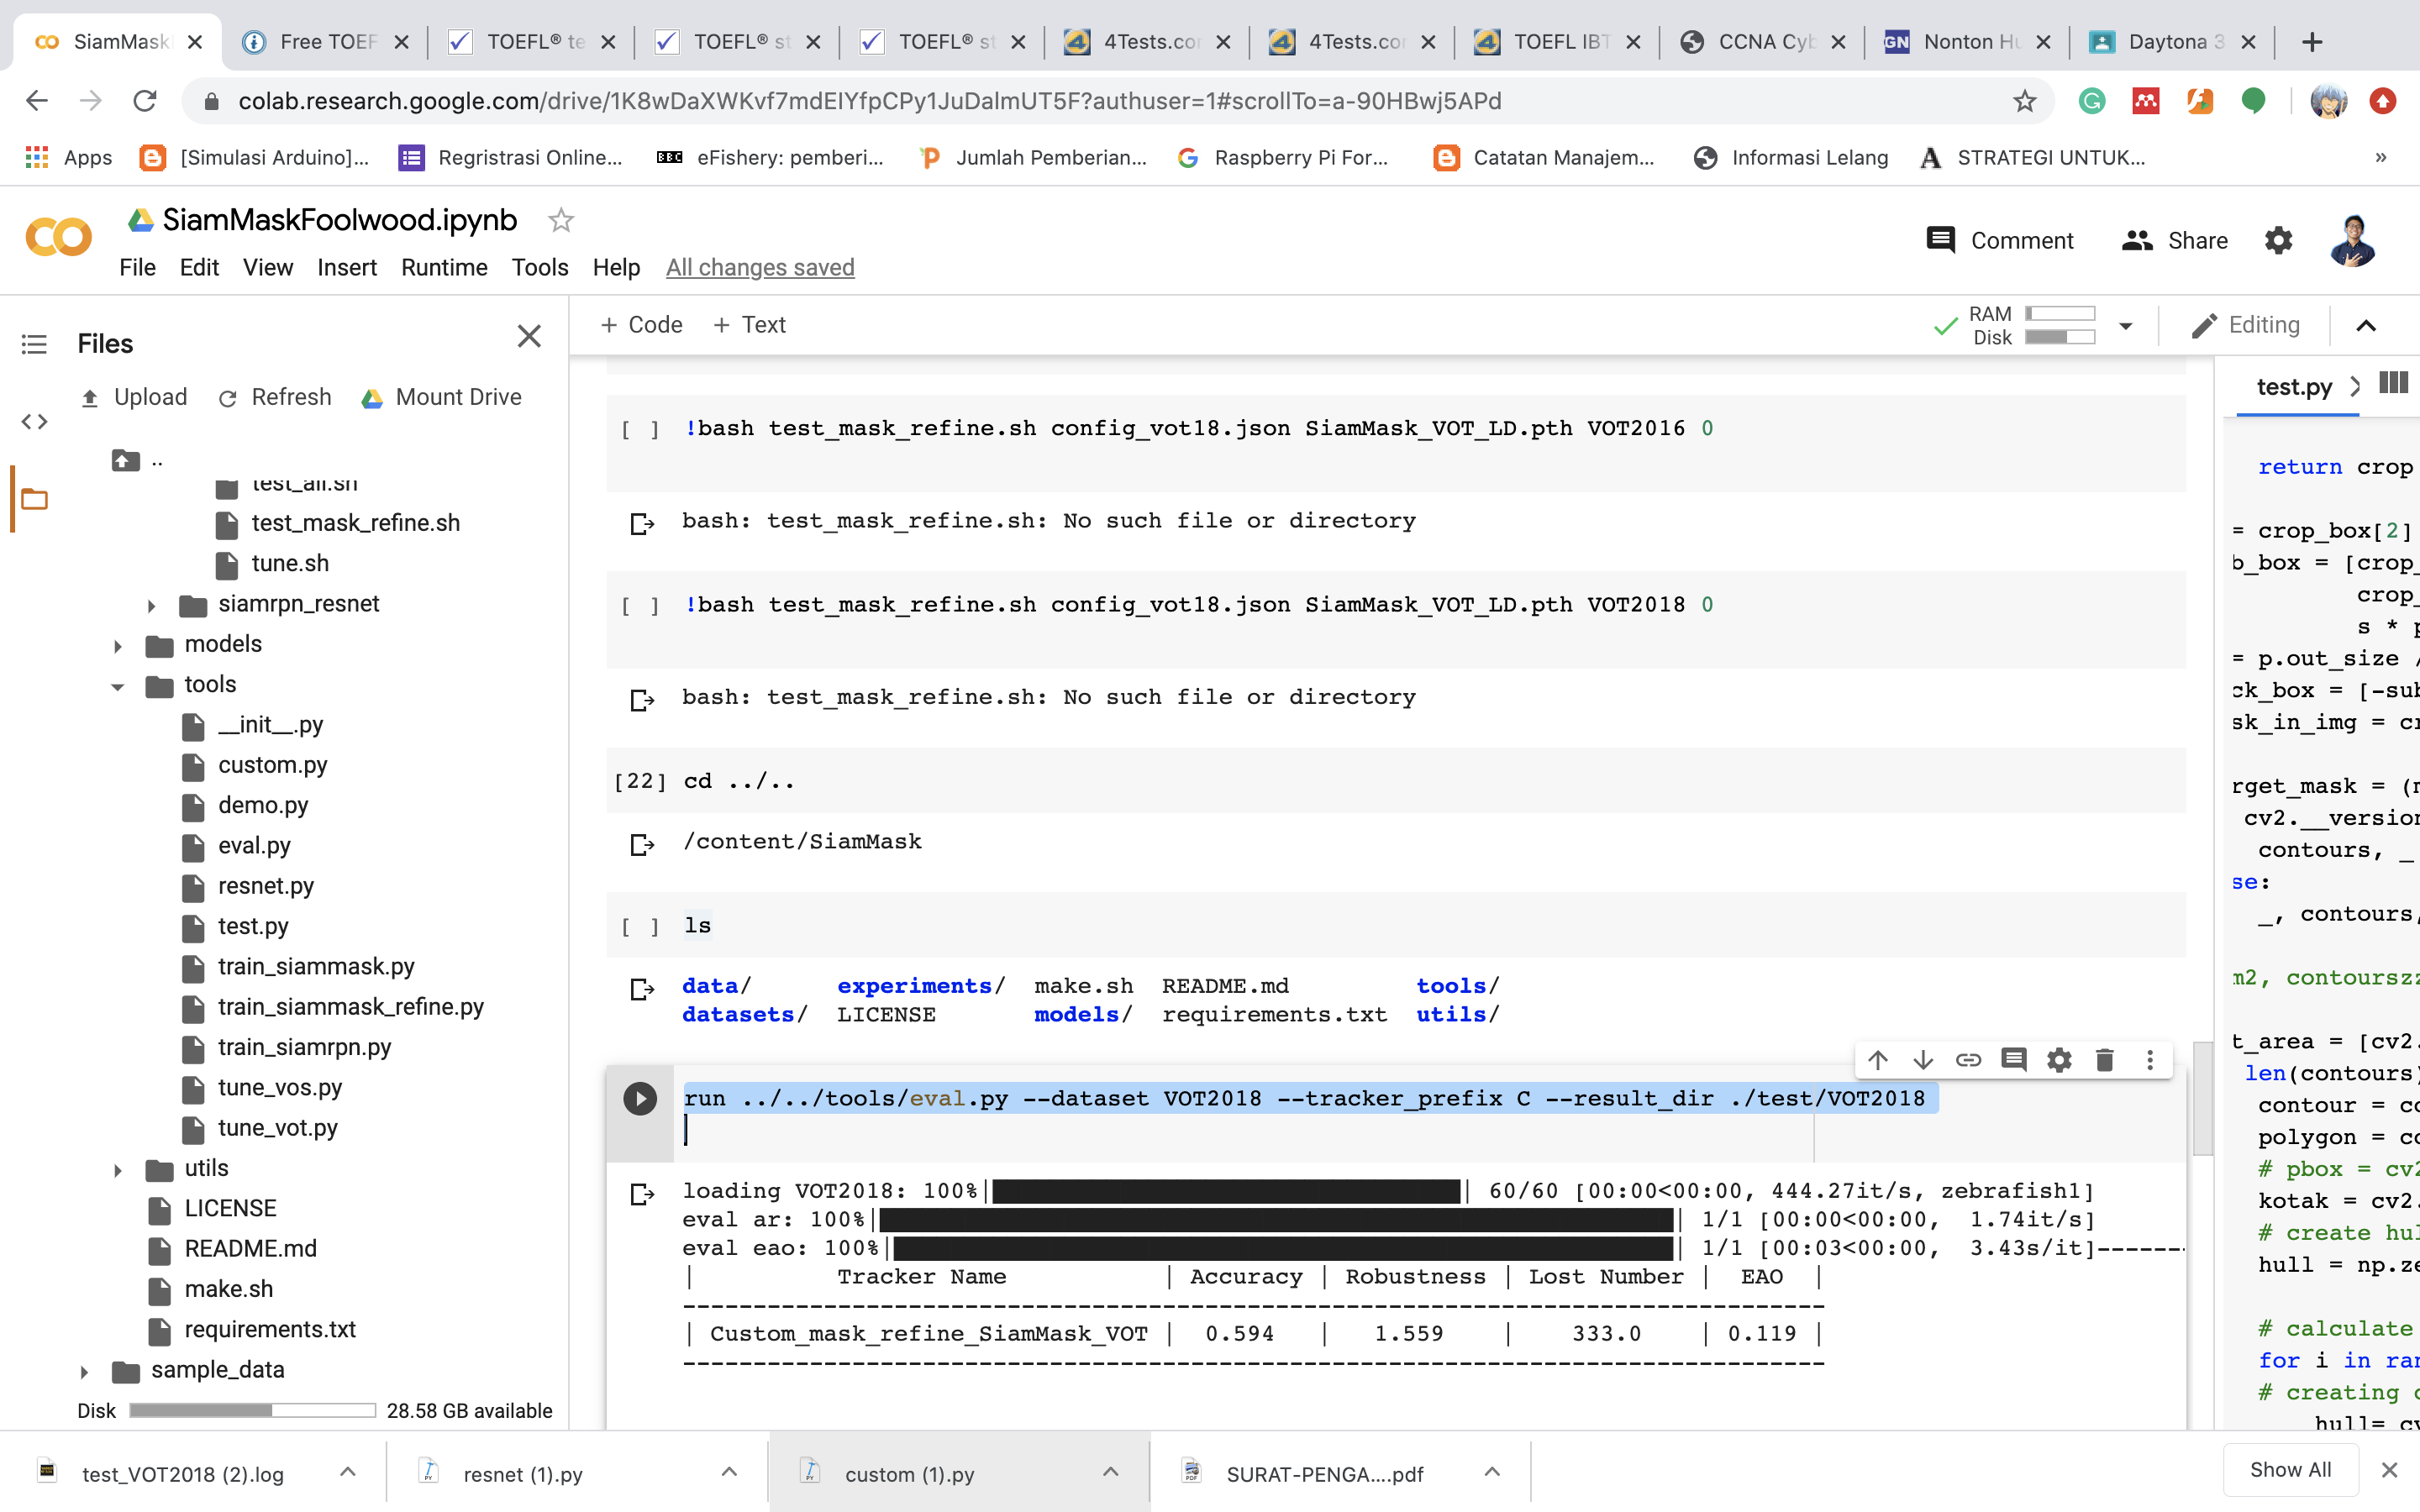 SiamMask
Free TOEF
TOEFL® te
TOEFL® st
TOEFL® st
4Tests.cor
4Tests.cor
TOEFL IBT
CCNA Cyb
GN Nonton Hu
Daytona 3
colab.research.google.com/drive/1K8wDaXWKvf7mdEIYfpCPy1JuDalmUT5F?authuser=1#scrollTo=a-90HBwj5APd
Apps
[Simulasi Arduino]...
Regristrasi Online...
BBC eFishery: pemberi...
Jumlah Pemberian...
Raspberry Pi For...
Catatan Manajem...
Informasi Lelang
STRATEGI UNTUK...
»
SiamMaskFoolwood.ipynb
Comment
Share
File Edit View Insert Runtime Tools Help All changes saved
Files
+ Code + Text
RAM
Disk
Editing
Upload Refresh Mount Drive
..
test_all.sh
test_mask_refine.sh
tune.sh
siamrpn_resnet
models
tools
__init__.py
custom.py
demo.py
eval.py
resnet.py
test.py
train_siammask.py
train_siammask_refine.py
train_siamrpn.py
tune_vos.py
tune_vot.py
utils
LICENSE
README.md
make.sh
requirements.txt
sample_data
Disk 28.58 GB available
[ ] !bash test_mask_refine.sh config_vot18.json SiamMask_VOT_LD.pth VOT2016 0
bash: test_mask_refine.sh: No such file or directory
[ ] !bash test_mask_refine.sh config_vot18.json SiamMask_VOT_LD.pth VOT2018 0
bash: test_mask_refine.sh: No such file or directory
[22] cd ../..
/content/SiamMask
[ ] ls
data/ experiments/ make.sh README.md tools/
datasets/ LICENSE models/ requirements.txt utils/
run ../../tools/eval.py --dataset VOT2018 --tracker_prefix C --result_dir ./test/VOT2018
loading VOT2018: 100%| | 60/60 [00:00<00:00, 444.27it/s, zebrafish1]
eval ar: 100%| | 1/1 [00:00<00:00, 1.74it/s]
eval eao: 100%| | 1/1 [00:03<00:00, 3.43s/it]-------
| Tracker Name | Accuracy | Robustness | Lost Number | EAO |
| Custom_mask_refine_SiamMask_VOT | 0.594 | 1.559 | 333.0 | 0.119 |
test.py
return crop
= crop_box[2]
b_box = [crop_
crop_
s * p
= p.out_size /
ck_box = [-sub
sk_in_img = cr
rget_mask = (m
cv2.__version
contours, _
se:
_, contours,
m2, contourszz
t_area = [cv2.
len(contours)
contour = co
polygon = co
# pbox = cv2
kotak = cv2.
# create hul
hull = np.ze
# calculate
for i in ran
# creating c
hull= cv
test_VOT2018 (2).log
resnet (1).py
custom (1).py
SURAT-PENGA....pdf
Show All